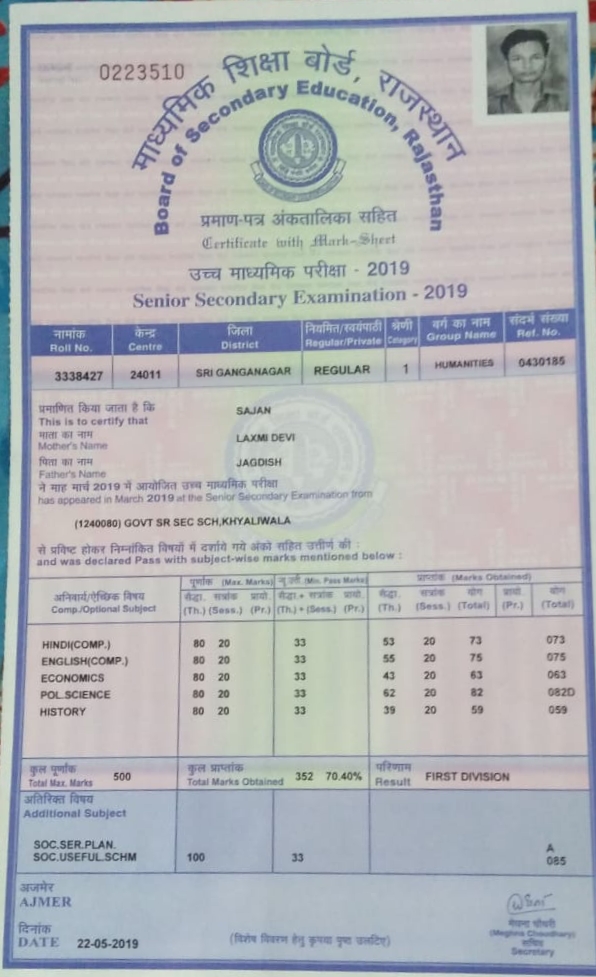 0223510
माध्यमिक शिक्षा बोर्ड, राजस्थान
Board of Secondary Education, Rajasthan
प्रमाण-पत्र अंकतालिका सहित
Certificate with Mark-Sheet
उच्च माध्यमिक परीक्षा - 2019
Senior Secondary Examination - 2019
नामांक केन्द्र जिला नियमित/स्वयंपाठी श्रेणी वर्ग का नाम संदर्भ संख्या
Roll No. Centre District Regular/Private Category Group Name Ref. No.
3338427 24011 SRI GANGANAGAR REGULAR 1 HUMANITIES 0430185
प्रमाणित किया जाता है कि
This is to certify that SAJAN
माता का नाम
Mother's Name LAXMI DEVI
पिता का नाम
Father's Name JAGDISH
ने माह मार्च 2019 में आयोजित उच्च माध्यमिक परीक्षा
has appeared in March 2019 at the Senior Secondary Examination from
(1240080) GOVT SR SEC SCH,KHYALIWALA
से प्रविष्ट होकर निम्नांकित विषयों में दर्शाये गये अंकों सहित उत्तीर्ण की :
and was declared Pass with subject-wise marks mentioned below :
पूर्णांक (Max. Marks) (Min. Pass Marks) प्राप्तांक (Marks Obtained)
अनिवार्य/ऐच्छिक विषय सैद्धा. सत्रांक प्रायो. सैद्धा.+ सत्रांक प्रायो. सैद्धा. सत्रांक योग प्रायो. योग
Comp./Optional Subject (Th.) (Sess.) (Pr.) (Th.)+(Sess.) (Pr.) (Th.) (Sess.) (Total) (Pr.) (Total)
HINDI(COMP.) 80 20 33 53 20 73 073
ENGLISH(COMP.) 80 20 33 55 20 75 075
ECONOMICS 80 20 33 43 20 63 063
POL.SCIENCE 80 20 33 62 20 82 082D
HISTORY 80 20 33 39 20 59 059
कुल पूर्णांक कुल प्राप्तांक परिणाम
Total Max. Marks 500 Total Marks Obtained 352 70.40% Result FIRST DIVISION
अतिरिक्त विषय
Additional Subject
SOC.SER.PLAN. A
SOC.USEFUL.SCHM 100 33 085
अजमेर
AJMER
दिनांक
DATE 22-05-2019
(विशेष विवरण हेतु कृपया पृष्ठ उलटिए)
मेघना चौधरी
(Meghna Choudhary)
सचिव
Secretary